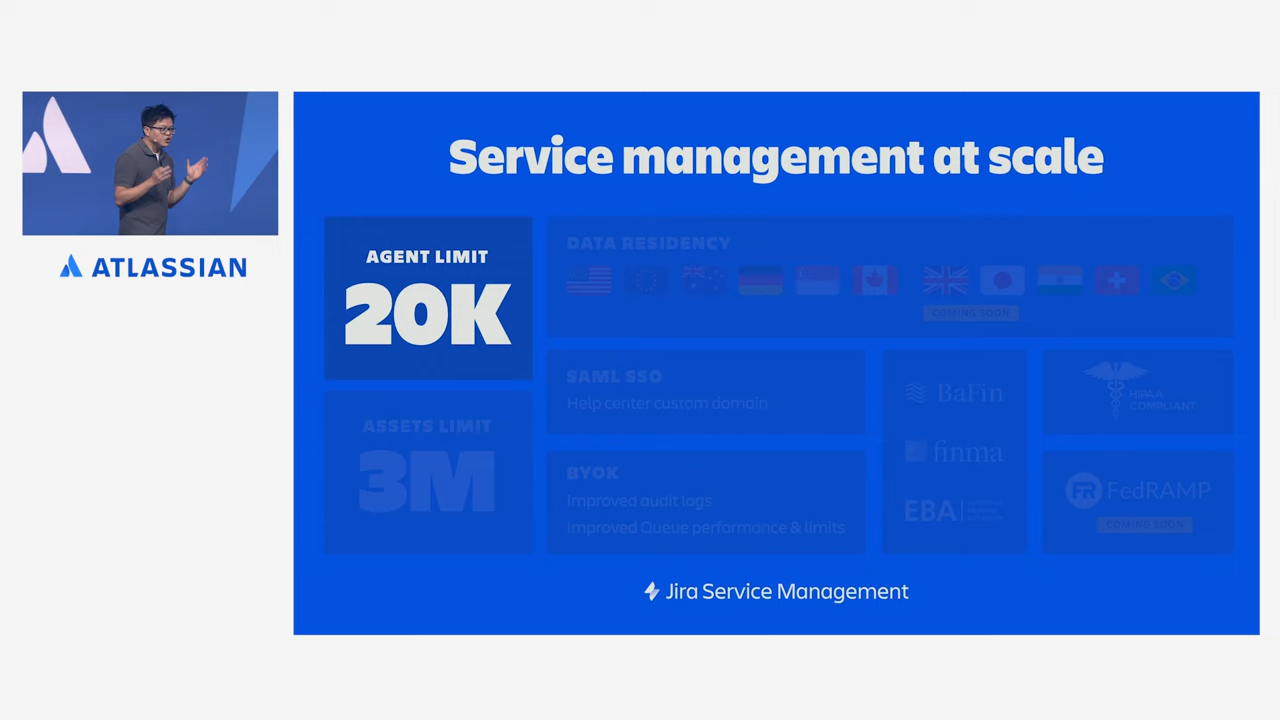 ATLASSIAN
Service management at scale
AGENT LIMIT
20K
ASSETS LIMIT
3M
DATA RESIDENCY
COMING SOON
SAML SSO
Help center custom domain
BYOK
Improved audit logs
Improved Queue performance & limits
BaFin
finma
EBA
HIPAA
COMPLIANT
FR FedRAMP
COMING SOON
Jira Service Management